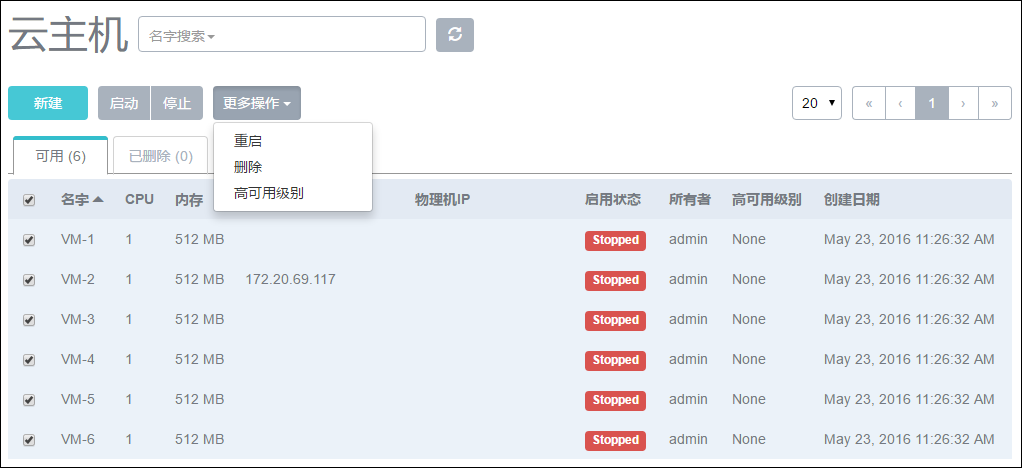 云主机 名字搜索
新建 启动 停止 更多操作 20 « ‹ 1 › »
重启
删除
高可用级别
可用 (6) 已删除 (0)
名字 CPU 内存 物理机IP 启用状态 所有者 高可用级别 创建日期
VM-1 1 512 MB Stopped admin None May 23, 2016 11:26:32 AM
VM-2 1 512 MB 172.20.69.117 Stopped admin None May 23, 2016 11:26:32 AM
VM-3 1 512 MB Stopped admin None May 23, 2016 11:26:32 AM
VM-4 1 512 MB Stopped admin None May 23, 2016 11:26:32 AM
VM-5 1 512 MB Stopped admin None May 23, 2016 11:26:32 AM
VM-6 1 512 MB Stopped admin None May 23, 2016 11:26:32 AM